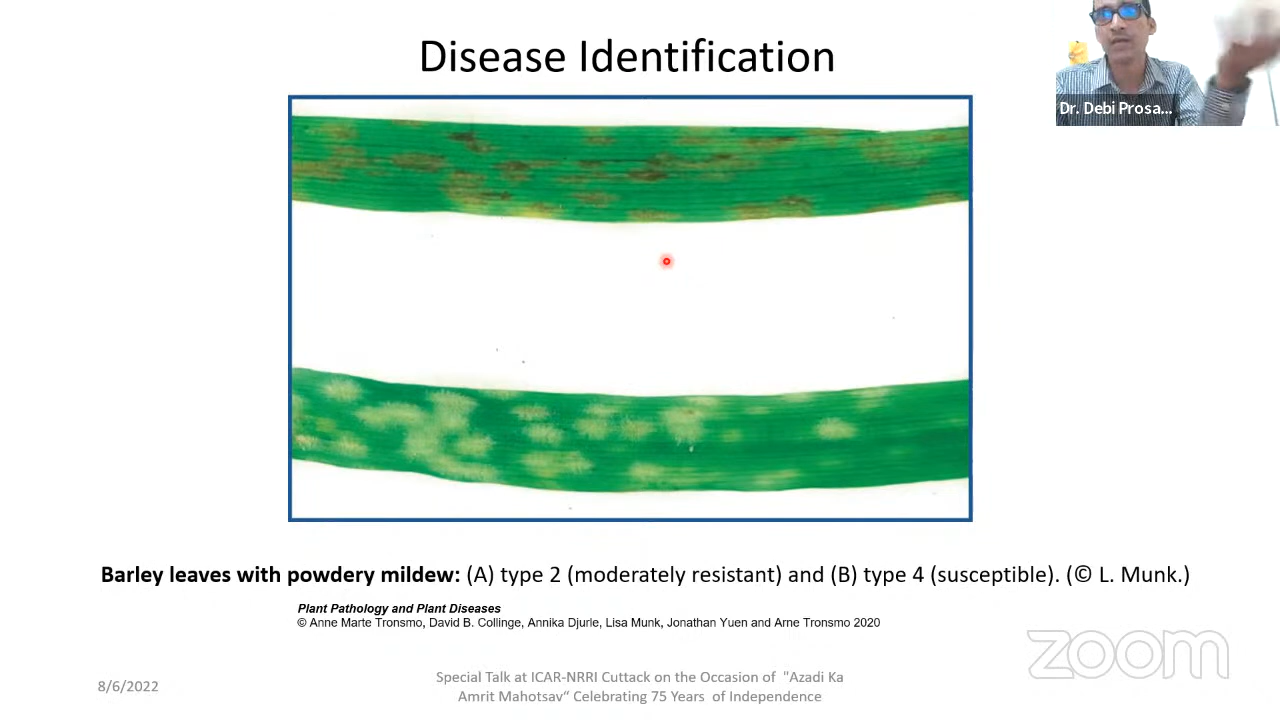 Disease Identification
Dr. Debi Prosa...
Barley leaves with powdery mildew: (A) type 2 (moderately resistant) and (B) type 4 (susceptible). (© L. Munk.)
Plant Pathology and Plant Diseases
© Anne Marte Tronsmo, David B. Collinge, Annika Djurle, Lisa Munk, Jonathan Yuen and Arne Tronsmo 2020
zoom
8/6/2022
Special Talk at ICAR-NRRI Cuttack on the Occasion of "Azadi Ka
Amrit Mahotsav“ Celebrating 75 Years of Independence